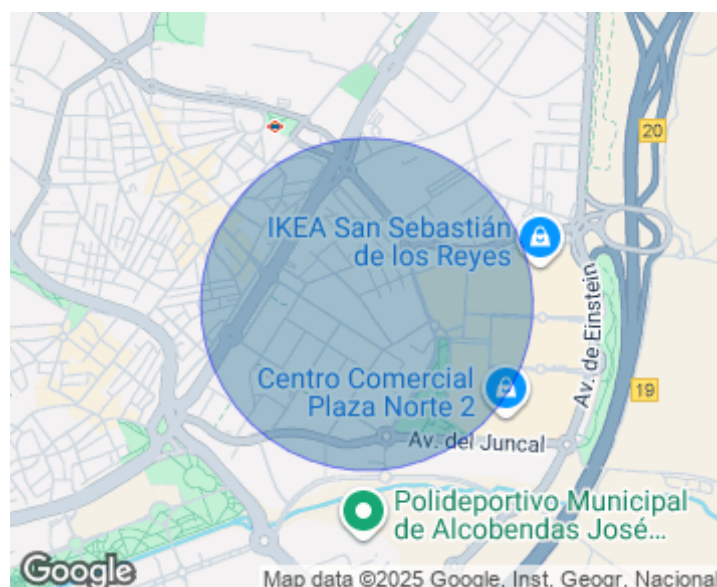 20
IKEA San Sebastián
de los Reyes
Av. de Einstein
19
Centro Comercial
Plaza Norte 2
Av. del Juncal
Polideportivo Municipal
de Alcobendas José...
Google
Map data ©2025 Google, Inst. Geogr. Nacional